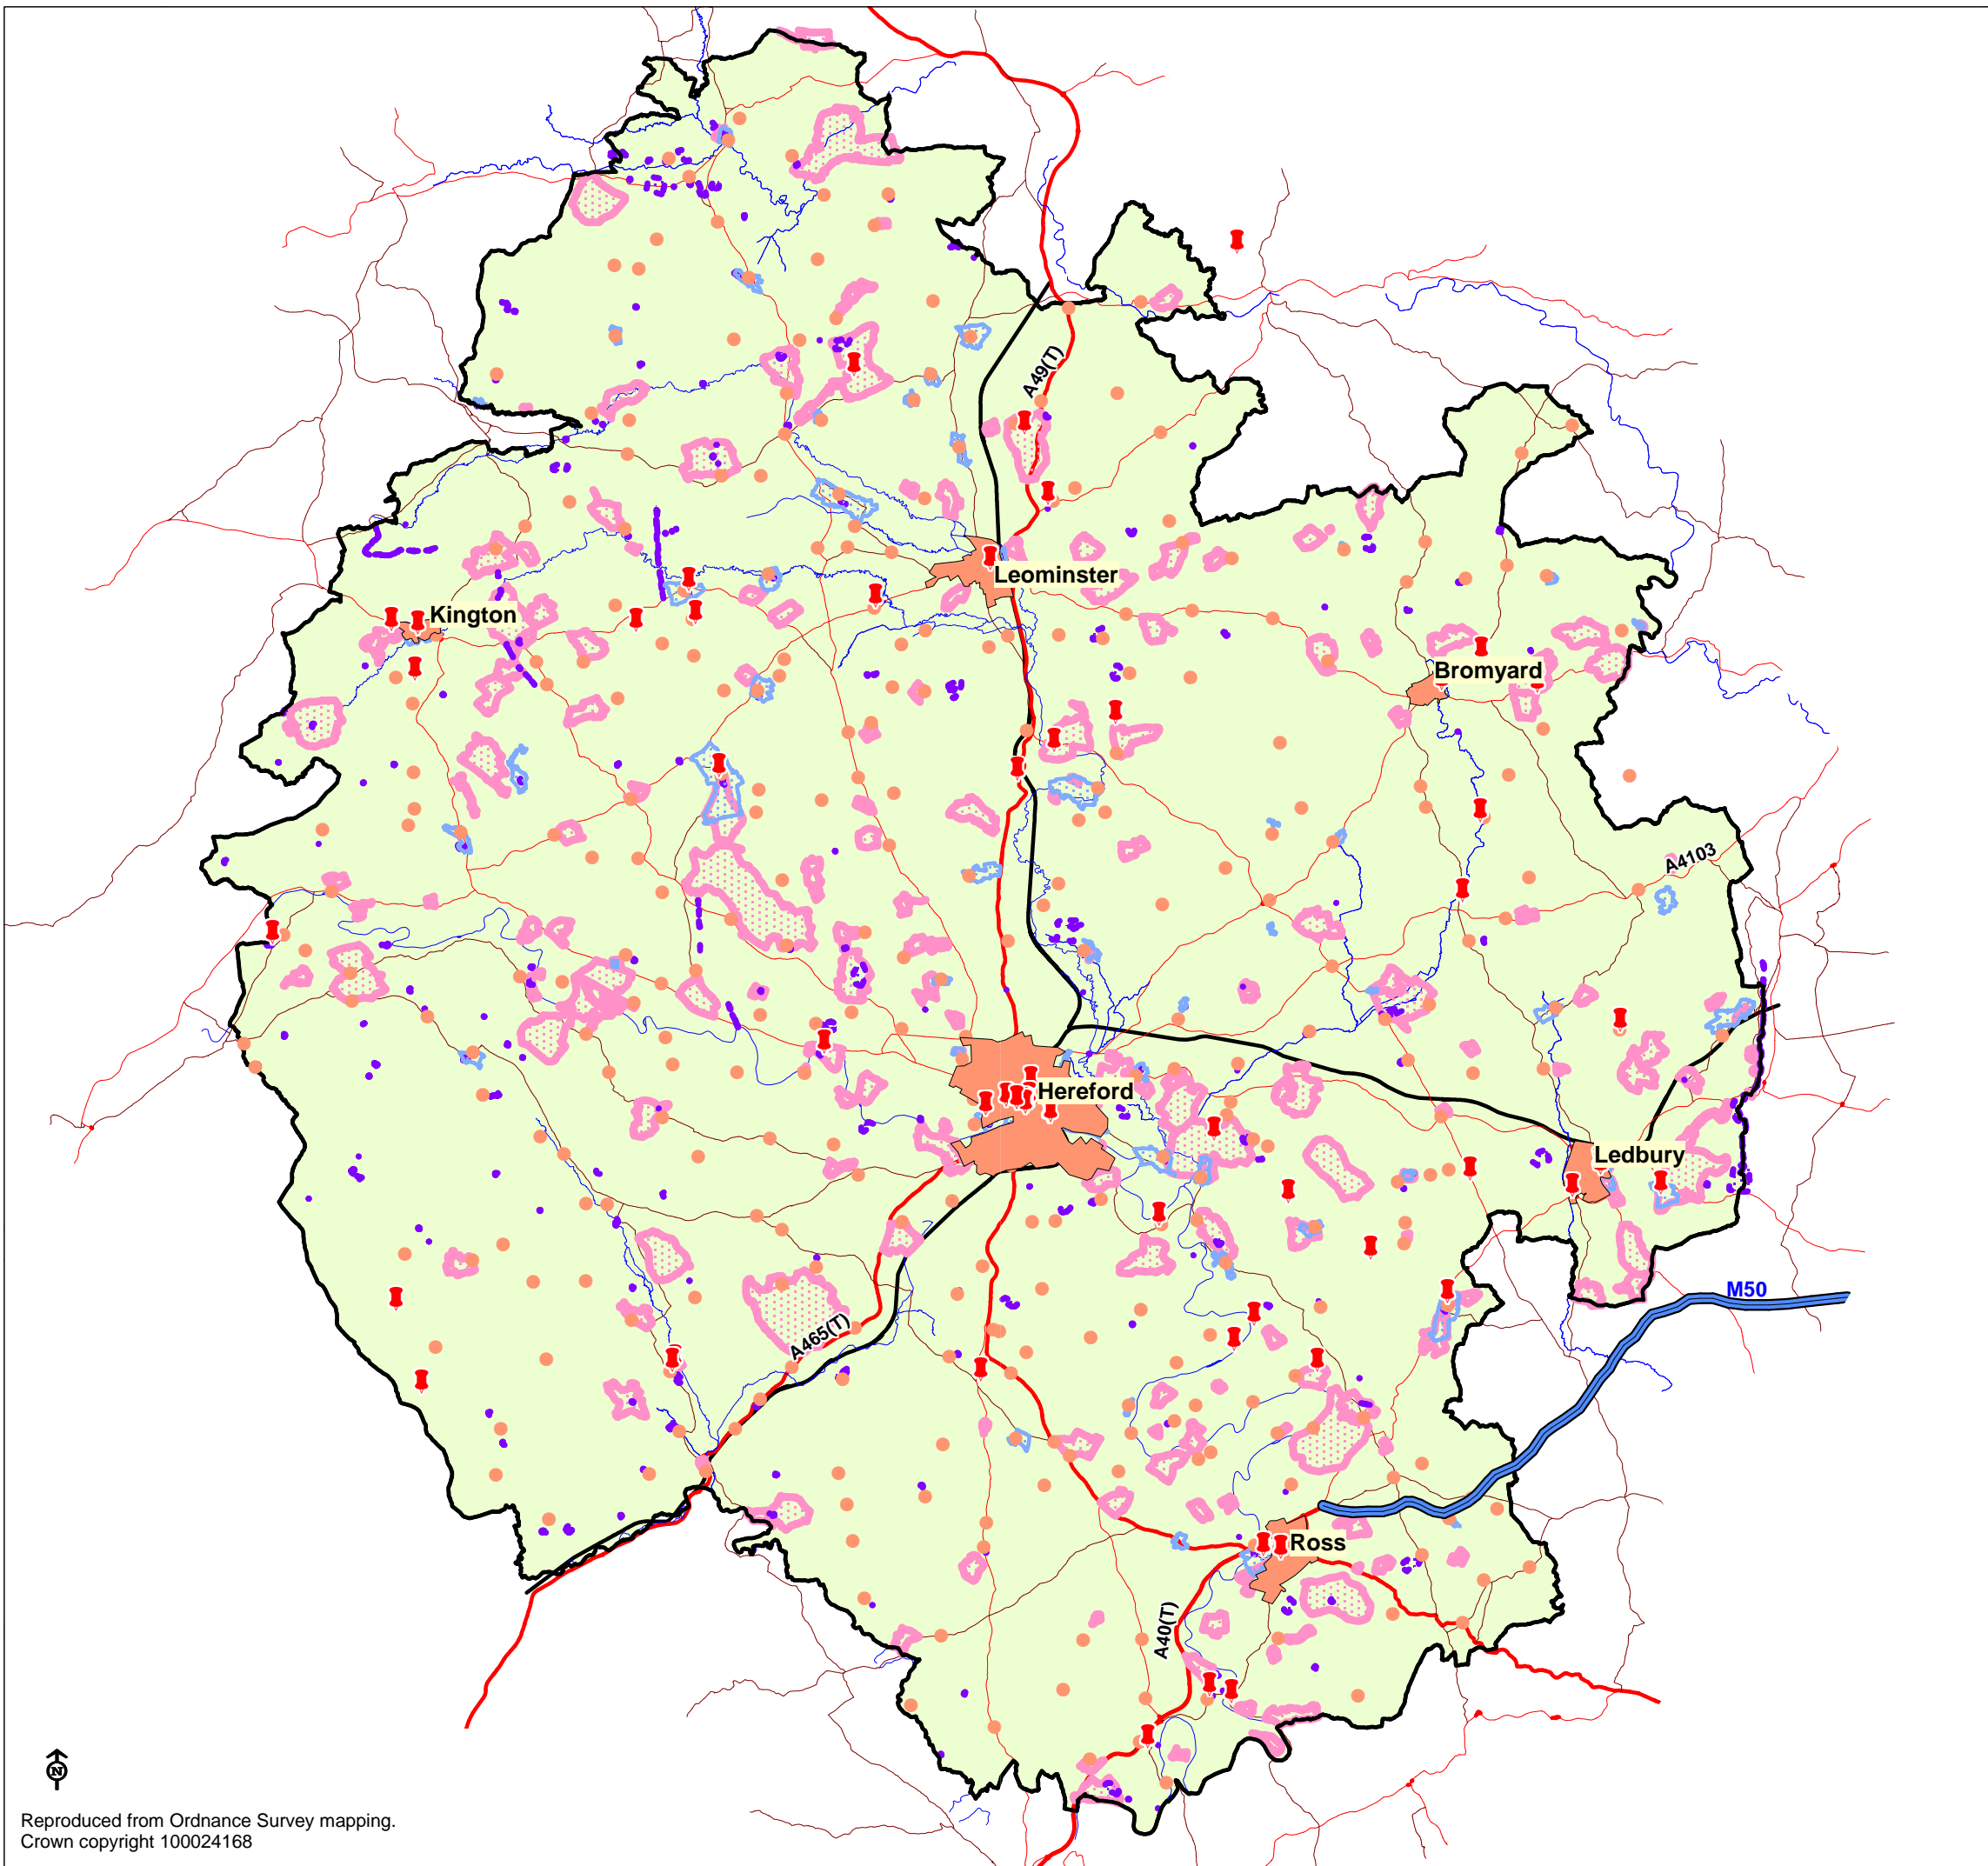 A49(T)
Leominster
Kington
Bromyard
A4103
Hereford
Ledbury
M50
A465(T)
Ross
A40(T)
N
Reproduced from Ordnance Survey mapping.
Crown copyright 100024168